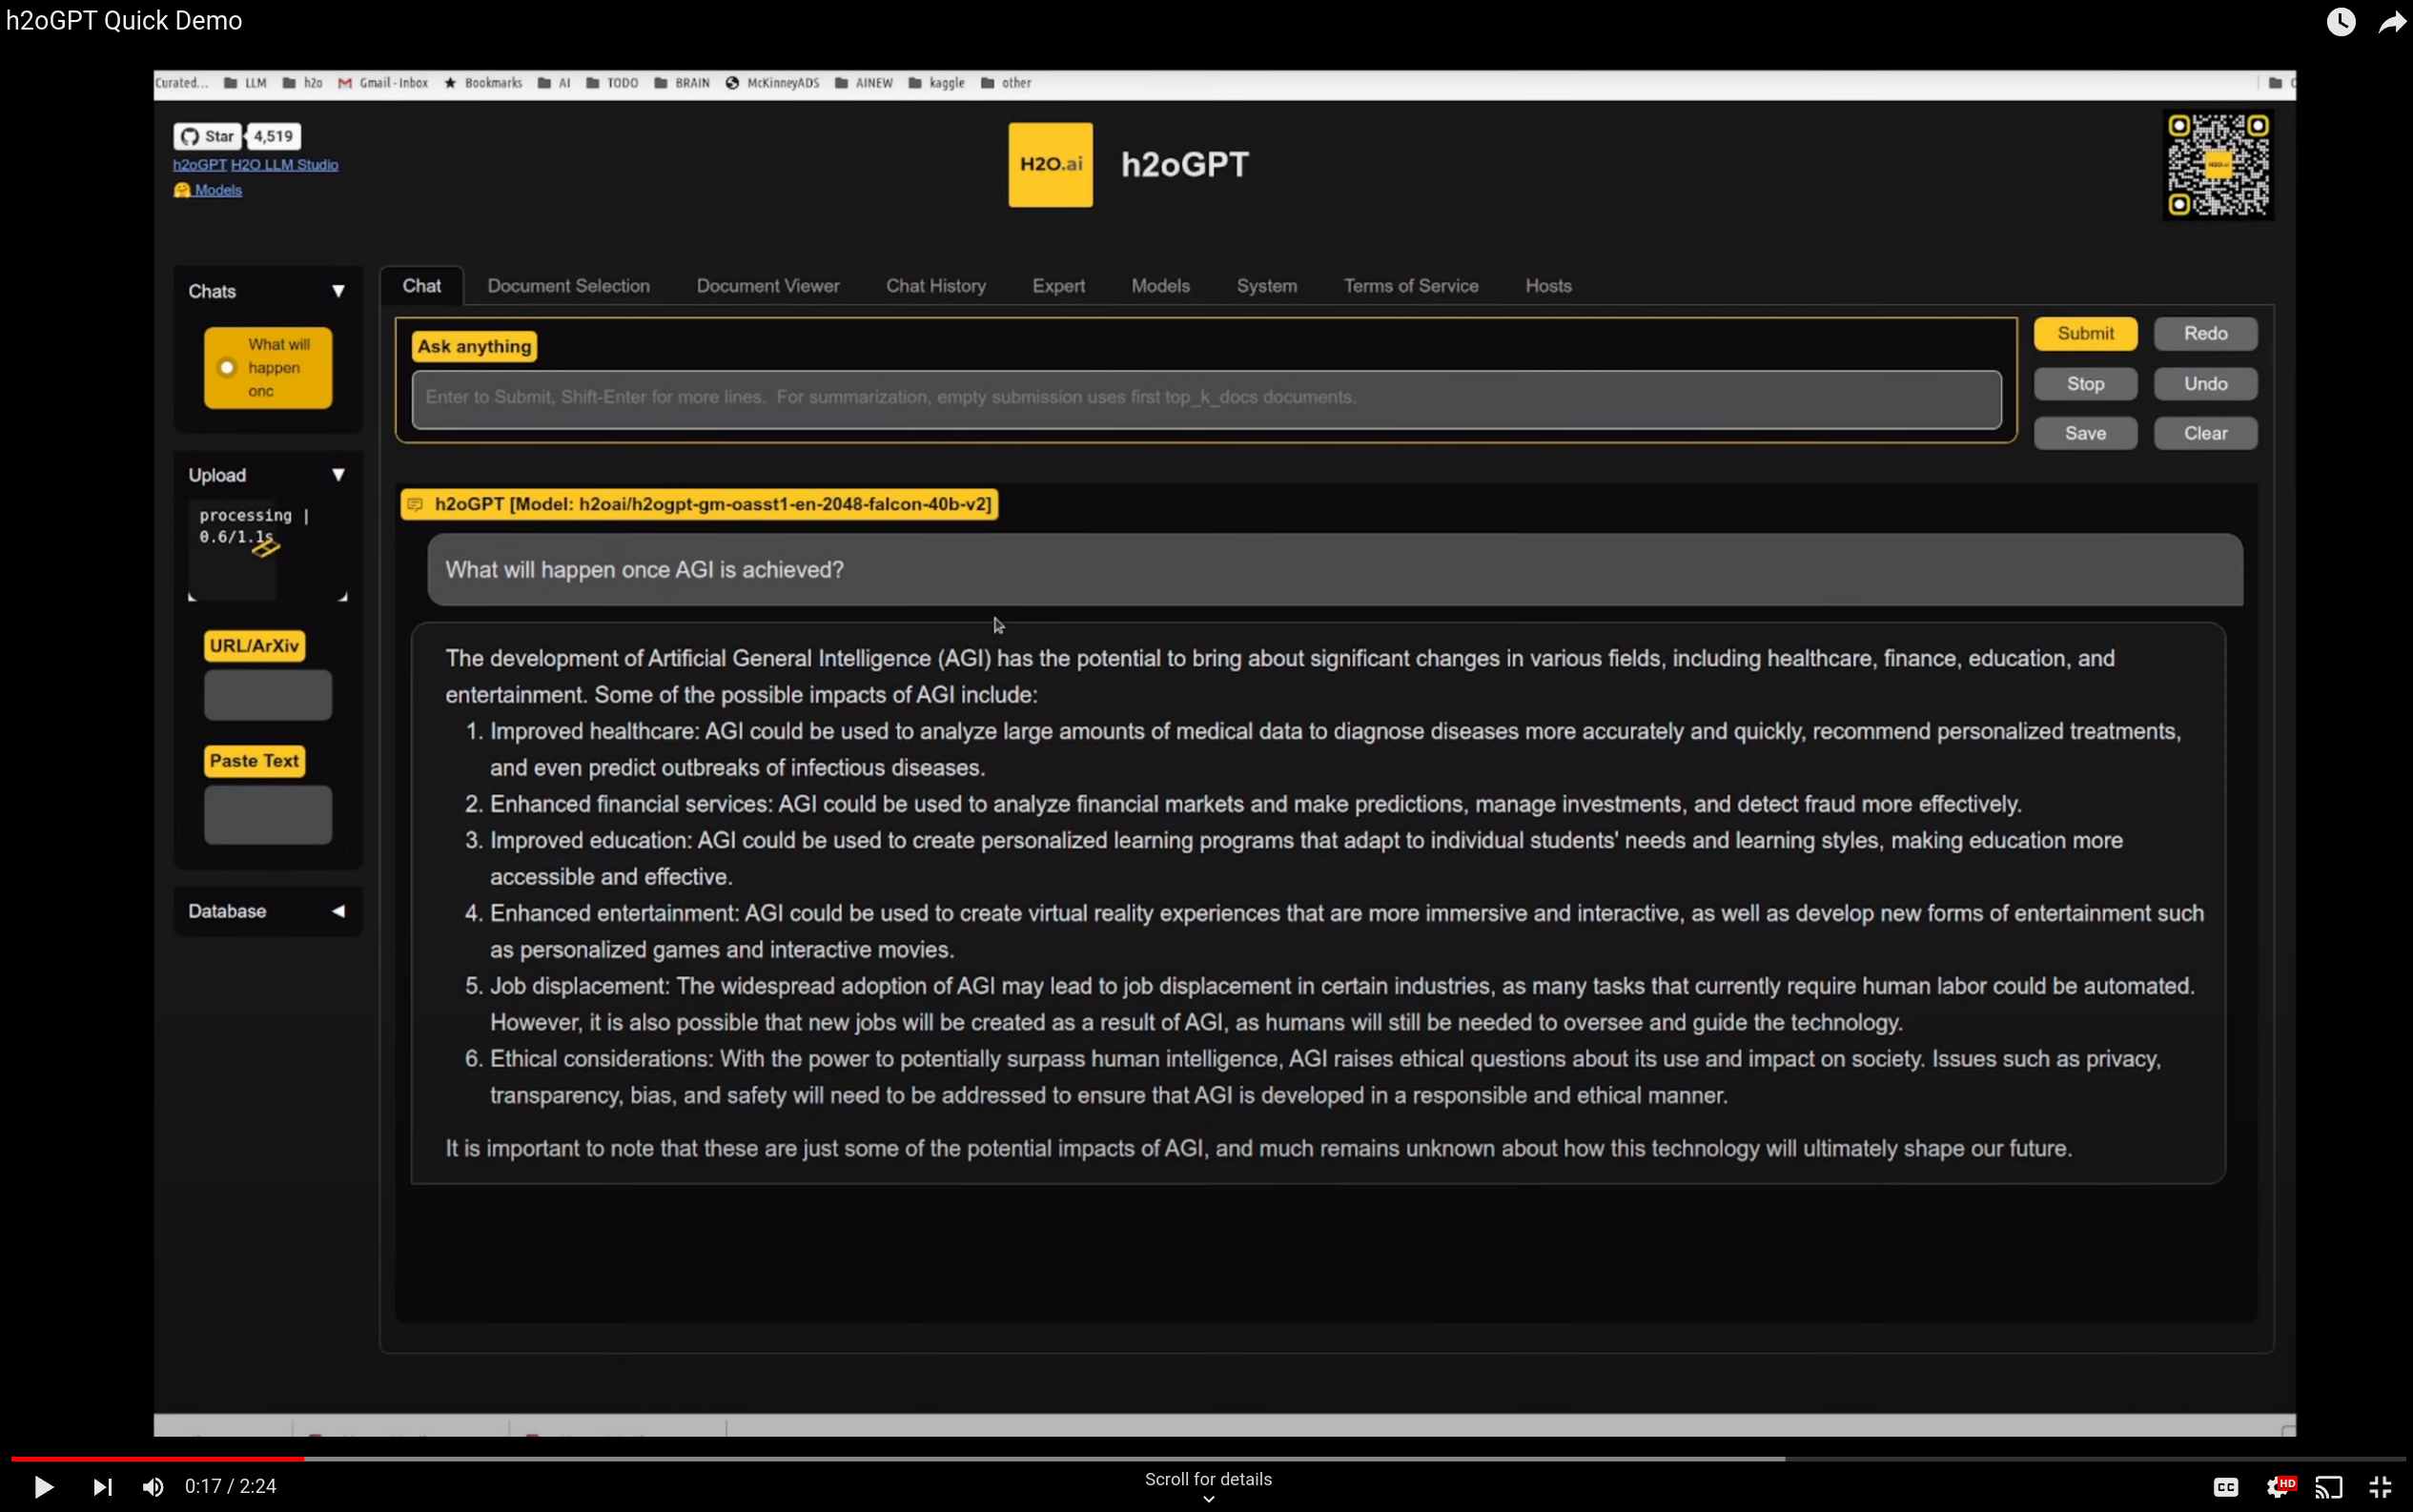 h2oGPT Quick Demo
Curated... LLM h2o Gmail - Inbox Bookmarks AI TODO BRAIN McKinneyADS AINEW kaggle other
Star 4,519
h2oGPT H2O LLM Studio
Models
H2O.ai h2oGPT
H2O.ai
Chats
What will
happen
onc
Upload
processing |
0.6/1.1s
URL/ArXiv
Paste Text
Database
Chat Document Selection Document Viewer Chat History Expert Models System Terms of Service Hosts
Ask anything
Enter to Submit, Shift-Enter for more lines. For summarization, empty submission uses first top_k_docs documents.
Submit Redo
Stop Undo
Save Clear
h2oGPT [Model: h2oai/h2ogpt-gm-oasst1-en-2048-falcon-40b-v2]
What will happen once AGI is achieved?
The development of Artificial General Intelligence (AGI) has the potential to bring about significant changes in various fields, including healthcare, finance, education, and
entertainment. Some of the possible impacts of AGI include:
1. Improved healthcare: AGI could be used to analyze large amounts of medical data to diagnose diseases more accurately and quickly, recommend personalized treatments,
and even predict outbreaks of infectious diseases.
2. Enhanced financial services: AGI could be used to analyze financial markets and make predictions, manage investments, and detect fraud more effectively.
3. Improved education: AGI could be used to create personalized learning programs that adapt to individual students' needs and learning styles, making education more
accessible and effective.
4. Enhanced entertainment: AGI could be used to create virtual reality experiences that are more immersive and interactive, as well as develop new forms of entertainment such
as personalized games and interactive movies.
5. Job displacement: The widespread adoption of AGI may lead to job displacement in certain industries, as many tasks that currently require human labor could be automated.
However, it is also possible that new jobs will be created as a result of AGI, as humans will still be needed to oversee and guide the technology.
6. Ethical considerations: With the power to potentially surpass human intelligence, AGI raises ethical questions about its use and impact on society. Issues such as privacy,
transparency, bias, and safety will need to be addressed to ensure that AGI is developed in a responsible and ethical manner.
It is important to note that these are just some of the potential impacts of AGI, and much remains unknown about how this technology will ultimately shape our future.
0:17 / 2:24
Scroll for details
CC HD